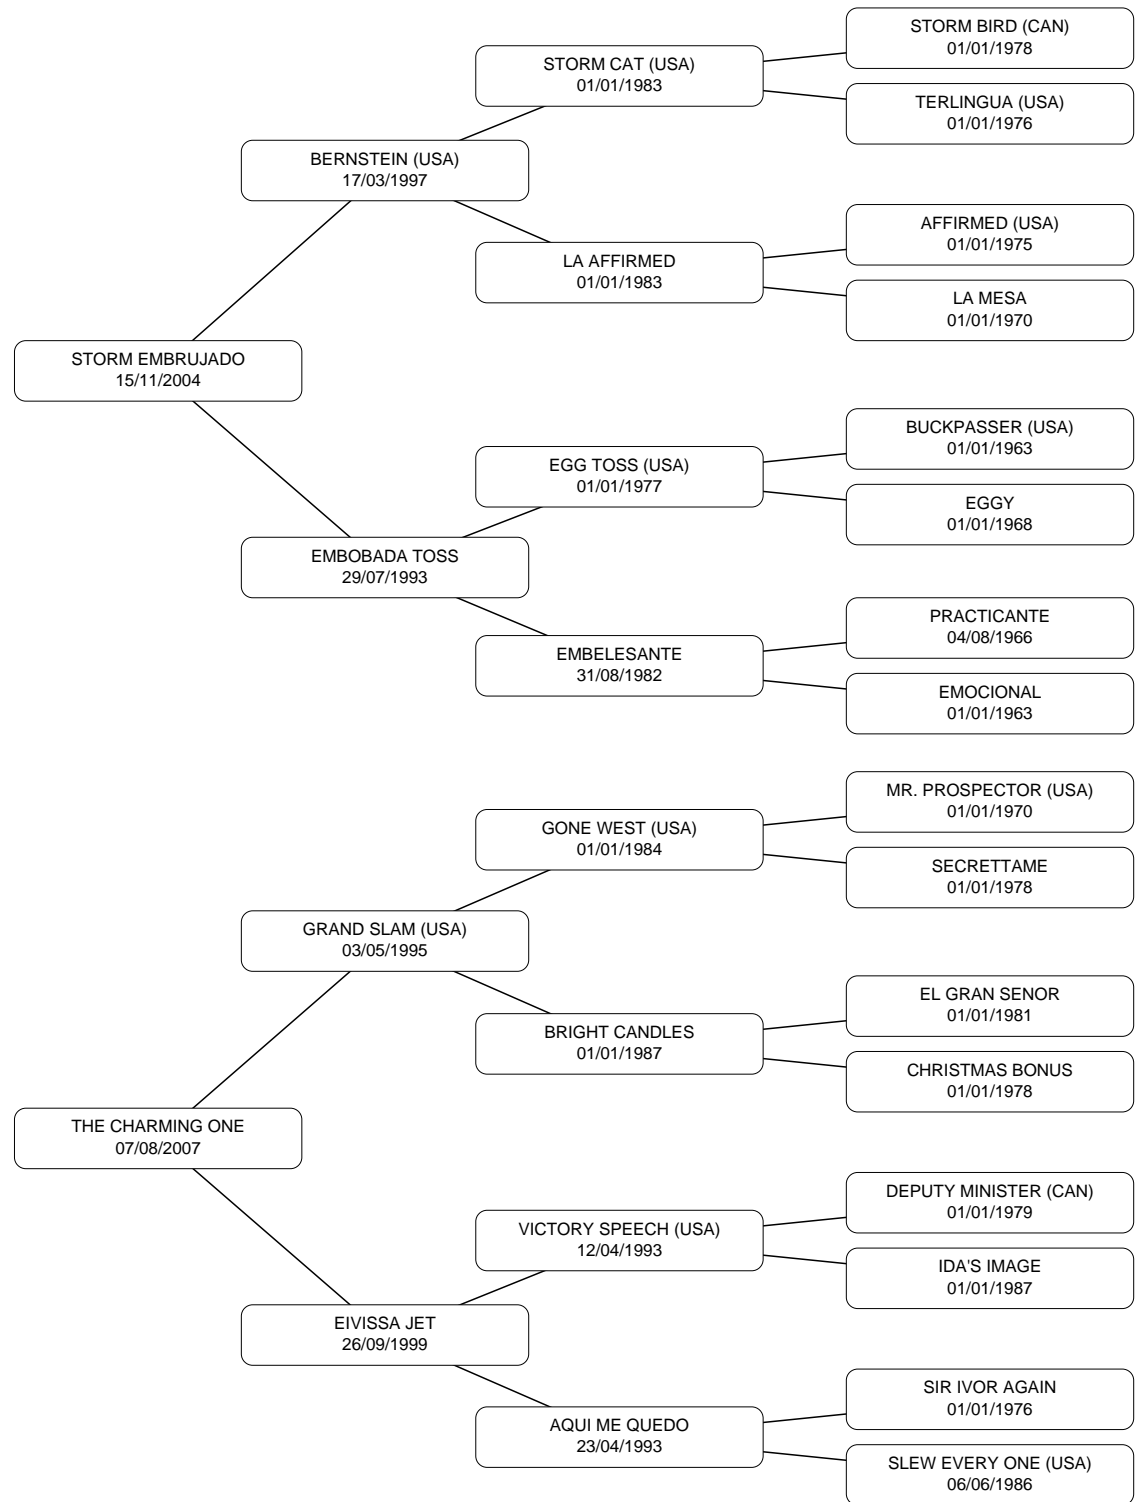 STORM BIRD (CAN)
01/01/1978
STORM CAT (USA)
01/01/1983
TERLINGUA (USA)
01/01/1976
BERNSTEIN (USA)
17/03/1997
AFFIRMED (USA)
01/01/1975
LA AFFIRMED
01/01/1983
LA MESA
01/01/1970
STORM EMBRUJADO
15/11/2004
BUCKPASSER (USA)
01/01/1963
EGG TOSS (USA)
01/01/1977
EGGY
01/01/1968
EMBOBADA TOSS
29/07/1993
PRACTICANTE
04/08/1966
EMBELESANTE
31/08/1982
EMOCIONAL
01/01/1963
MR. PROSPECTOR (USA)
01/01/1970
GONE WEST (USA)
01/01/1984
SECRETTAME
01/01/1978
GRAND SLAM (USA)
03/05/1995
EL GRAN SENOR
01/01/1981
BRIGHT CANDLES
01/01/1987
CHRISTMAS BONUS
01/01/1978
THE CHARMING ONE
07/08/2007
DEPUTY MINISTER (CAN)
01/01/1979
VICTORY SPEECH (USA)
12/04/1993
IDA'S IMAGE
01/01/1987
EIVISSA JET
26/09/1999
SIR IVOR AGAIN
01/01/1976
AQUI ME QUEDO
23/04/1993
SLEW EVERY ONE (USA)
06/06/1986